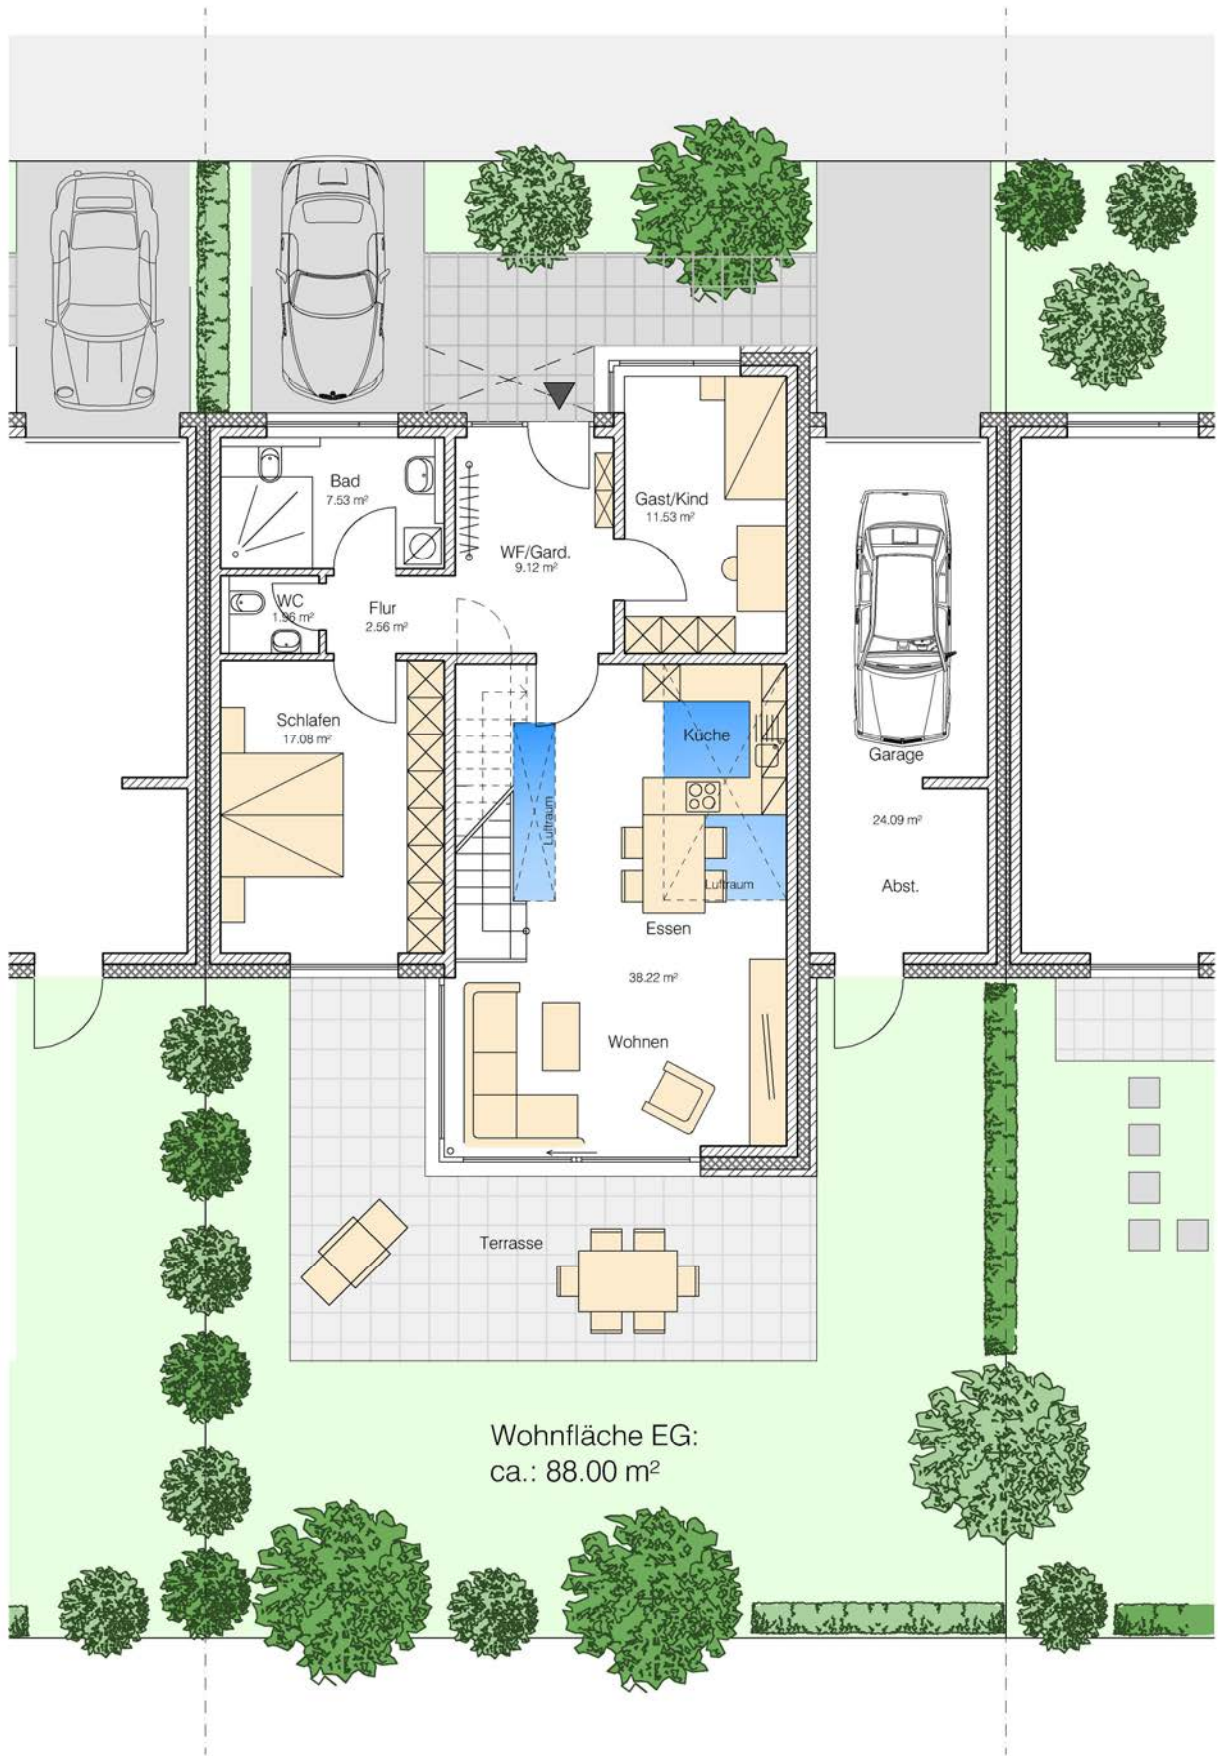 Bad
7.53 m²
Gast/Kind
11.53 m²
WF/Gard.
9.12 m²
WC
1.96 m²
Flur
2.56 m²
Schlafen
17.08 m²
Küche
Garage
Luftraum
24.09 m²
Luftraum
Abst.
Essen
38.22 m²
Wohnen
Terrasse
Wohnfläche EG:
ca.: 88.00 m²